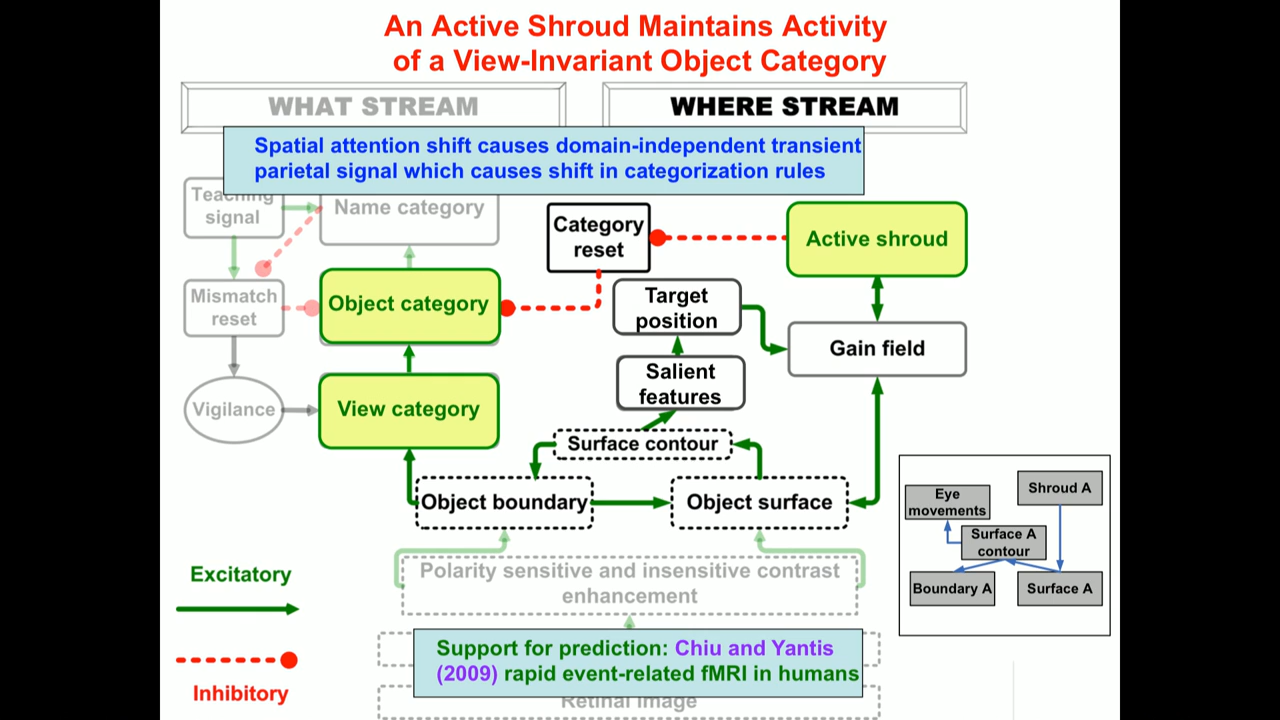 An Active Shroud Maintains Activity
of a View-Invariant Object Category
WHAT STREAM
WHERE STREAM
Spatial attention shift causes domain-independent transient
parietal signal which causes shift in categorization rules
Teaching
signal
Name category
Category
reset
Active shroud
Mismatch
reset
Object category
Target
position
Gain field
Salient
features
Vigilance
View category
Surface contour
Object boundary
Object surface
Eye
movements
Shroud A
Surface A
contour
Boundary A
Surface A
Polarity sensitive and insensitive contrast
enhancement
Excitatory
Support for prediction: Chiu and Yantis
(2009) rapid event-related fMRI in humans
Inhibitory
Retinal image